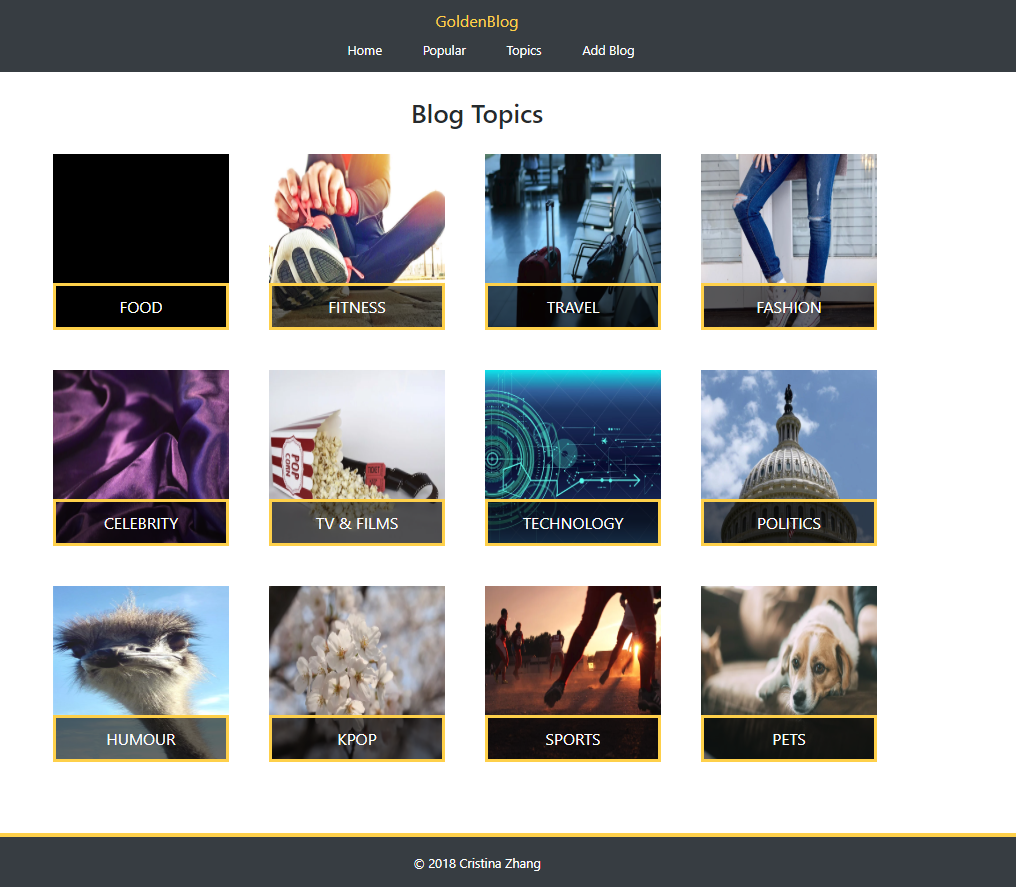 GoldenBlog
Home Popular Topics Add Blog
Blog Topics
FOOD
FITNESS
TRAVEL
FASHION
POP CORN
TICKET
CELEBRITY
TV & FILMS
TECHNOLOGY
POLITICS
HUMOUR
KPOP
SPORTS
PETS
© 2018 Cristina Zhang